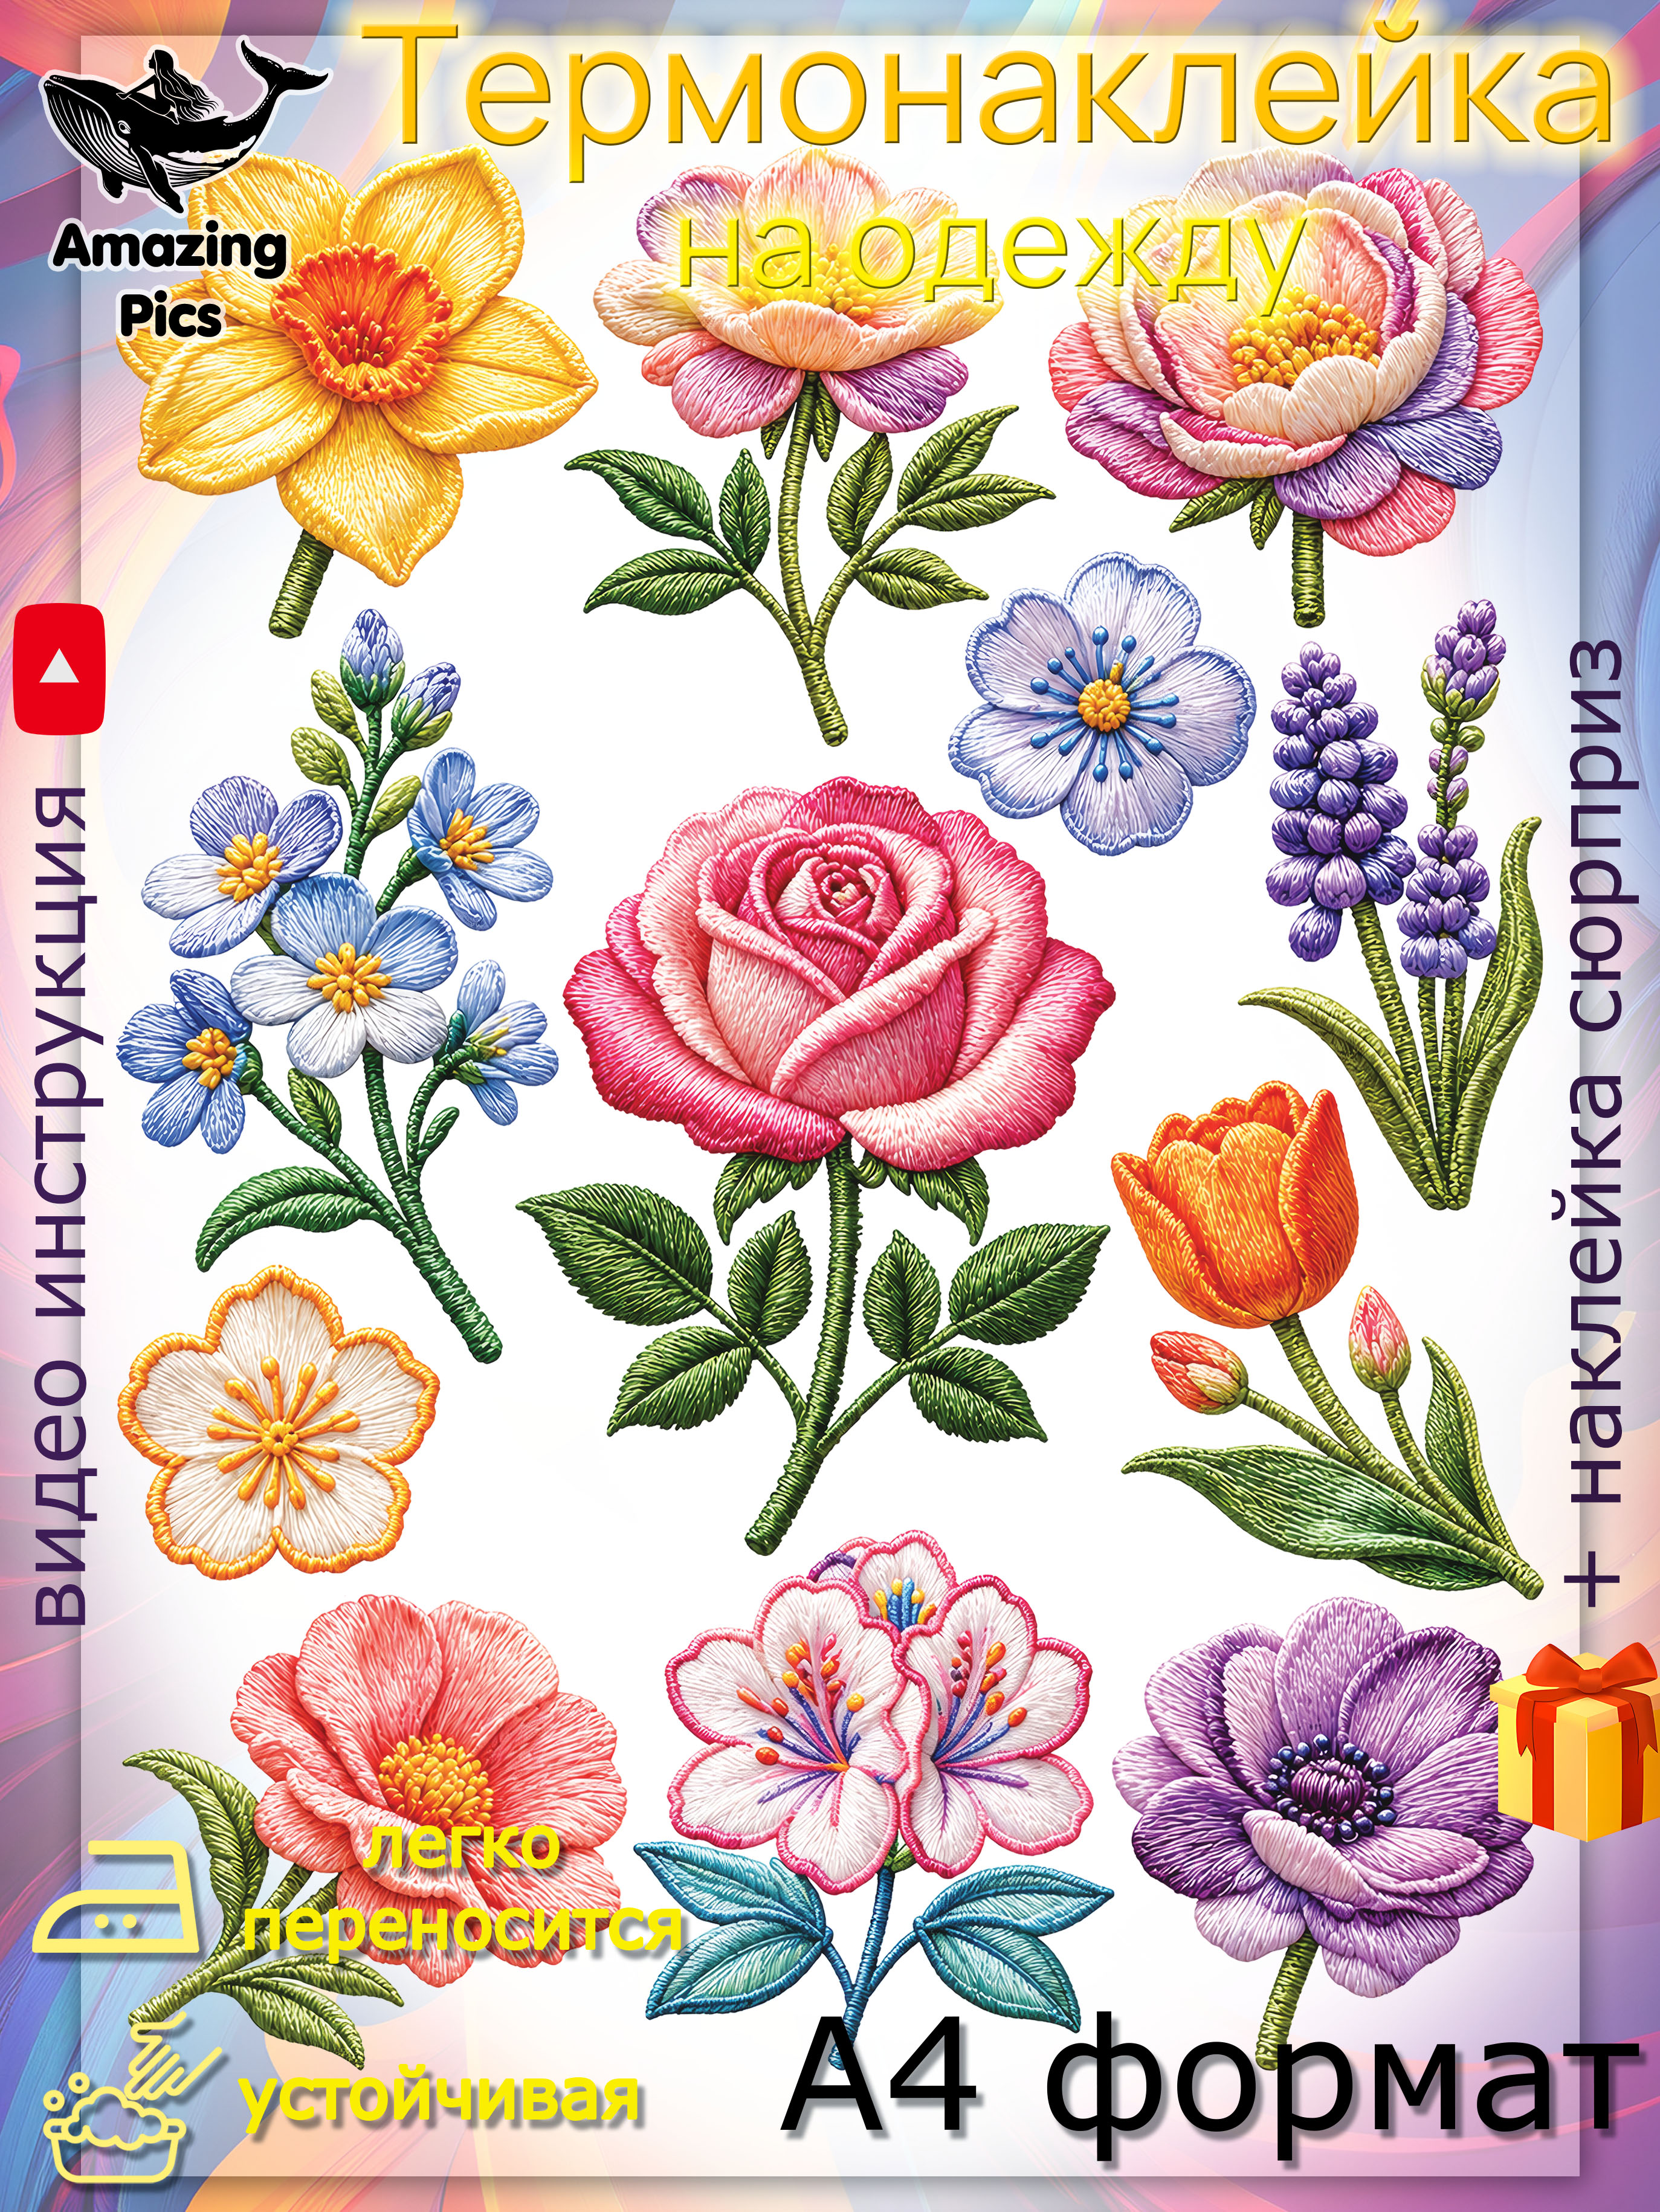 Термонаклейка
на одежду
Amazing
Pics
видео инструкция
+ наклейка сюрприз
легко
переносится
устойчивая
А4 формат